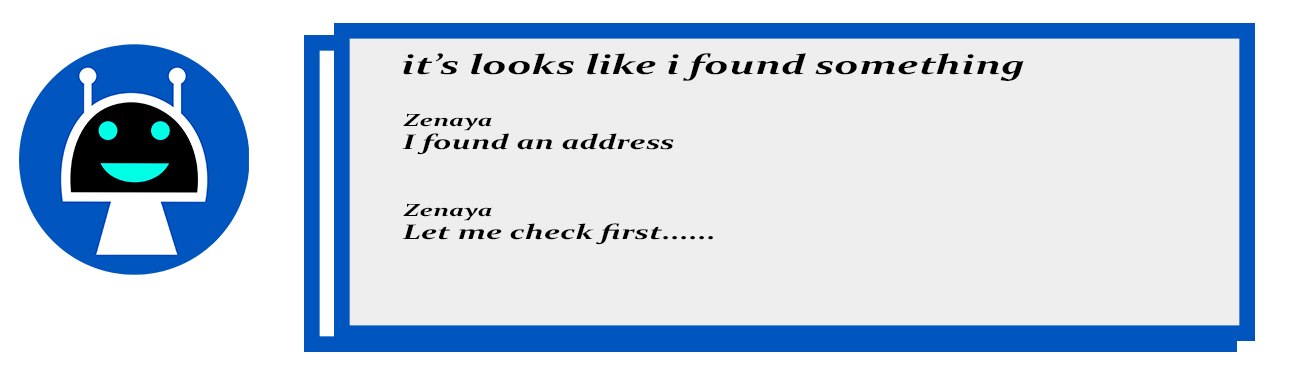 it’s looks like i found something
Zenaya
I found an address
Zenaya
Let me check first......